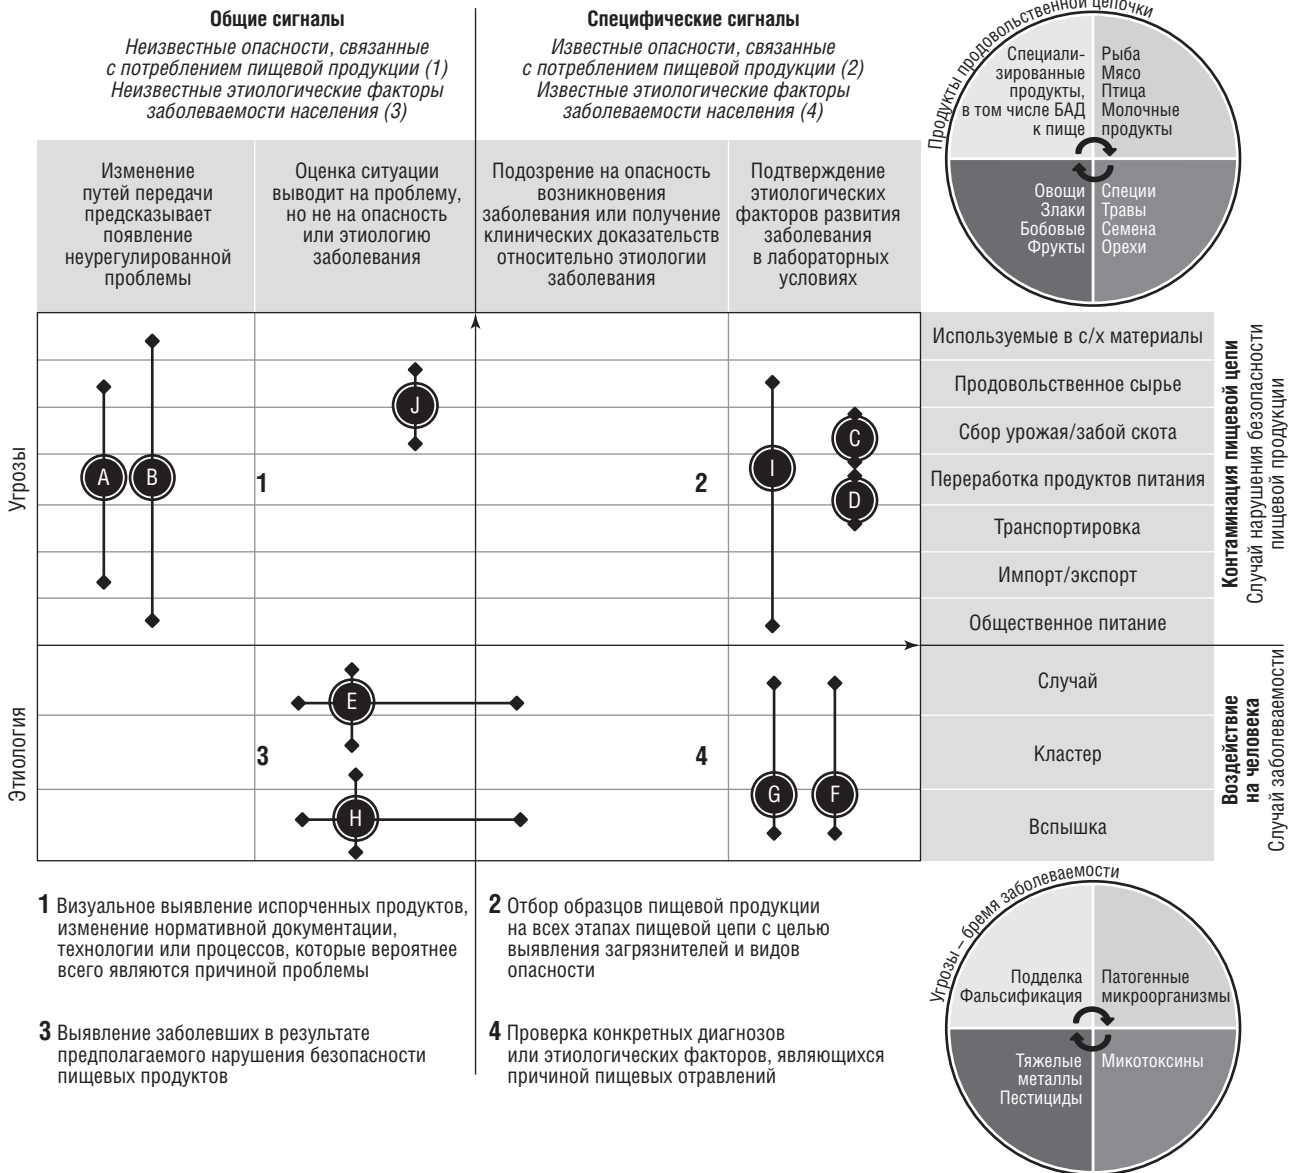 Общие сигналы
Неизвестные опасности, связанные
с потреблением пищевой продукции (1)
Неизвестные этиологические факторы
заболеваемости населения (3)
Специфические сигналы
Известные опасности, связанные
с потреблением пищевой продукции (2)
Известные этиологические факторы
заболеваемости населения (4)
Продукты продовольственной цепочки
Специали-
зированные
продукты,
в том числе БАД
к пище
Рыба
Мясо
Птица
Молочные
продукты
Овощи
Злаки
Бобовые
Фрукты
Специи
Травы
Семена
Орехи
Изменение
путей передачи
предсказывает
появление
неурегулированной
проблемы
Оценка ситуации
выводит на проблему,
но не на опасность
или этиологию
заболевания
Подозрение на опасность
возникновения
заболевания или получение
клинических доказательств
относительно этиологии
заболевания
Подтверждение
этиологических
факторов развития
заболевания
в лабораторных
условиях
Угрозы
A
B
1
J
2
I
C
D
Используемые в с/х материалы
Продовольственное сырье
Сбор урожая/забой скота
Переработка продуктов питания
Транспортировка
Импорт/экспорт
Общественное питание
Контаминация пищевой цепи
Случай нарушения безопасности
пищевой продукции
Этиология
E
3
H
4
G
F
Случай
Кластер
Вспышка
Воздействие
на человека
Случай заболеваемости
1 Визуальное выявление испорченных продуктов,
изменение нормативной документации,
технологии или процессов, которые вероятнее
всего являются причиной проблемы
2 Отбор образцов пищевой продукции
на всех этапах пищевой цепи с целью
выявления загрязнителей и видов
опасности
3 Выявление заболевших в результате
предполагаемого нарушения безопасности
пищевых продуктов
4 Проверка конкретных диагнозов
или этиологических факторов, являющихся
причиной пищевых отравлений
Угрозы – бремя заболеваемости
Подделка
Фальсификация
Патогенные
микроорганизмы
Тяжелые
металлы
Пестициды
Микотоксины